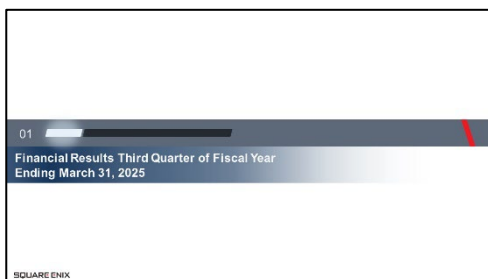 01
Financial Results Third Quarter of Fiscal Year
Ending March 31, 2025
SQUARE ENIX